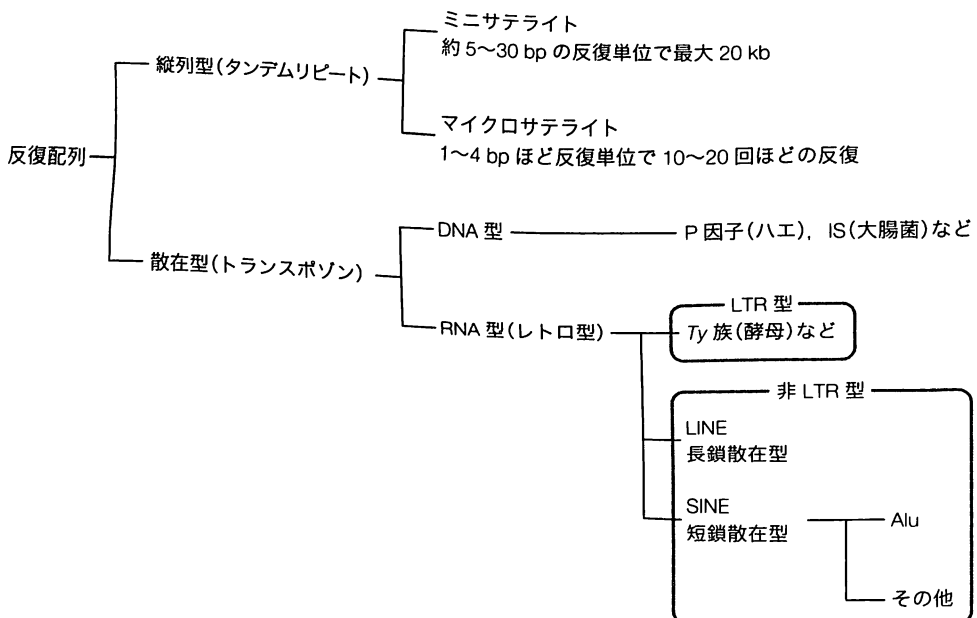 反復配列
縦列型(タンデムリピート)
ミニサテライト
約 5〜30 bp の反復単位で最大 20 kb
マイクロサテライト
1〜4 bp ほど反復単位で 10〜20 回ほどの反復
散在型(トランスポゾン)
DNA 型
P 因子(ハエ),IS(大腸菌)など
RNA 型(レトロ型)
LTR 型
Ty 族(酵母)など
非 LTR 型
LINE
長鎖散在型
SINE
短鎖散在型
Alu
その他